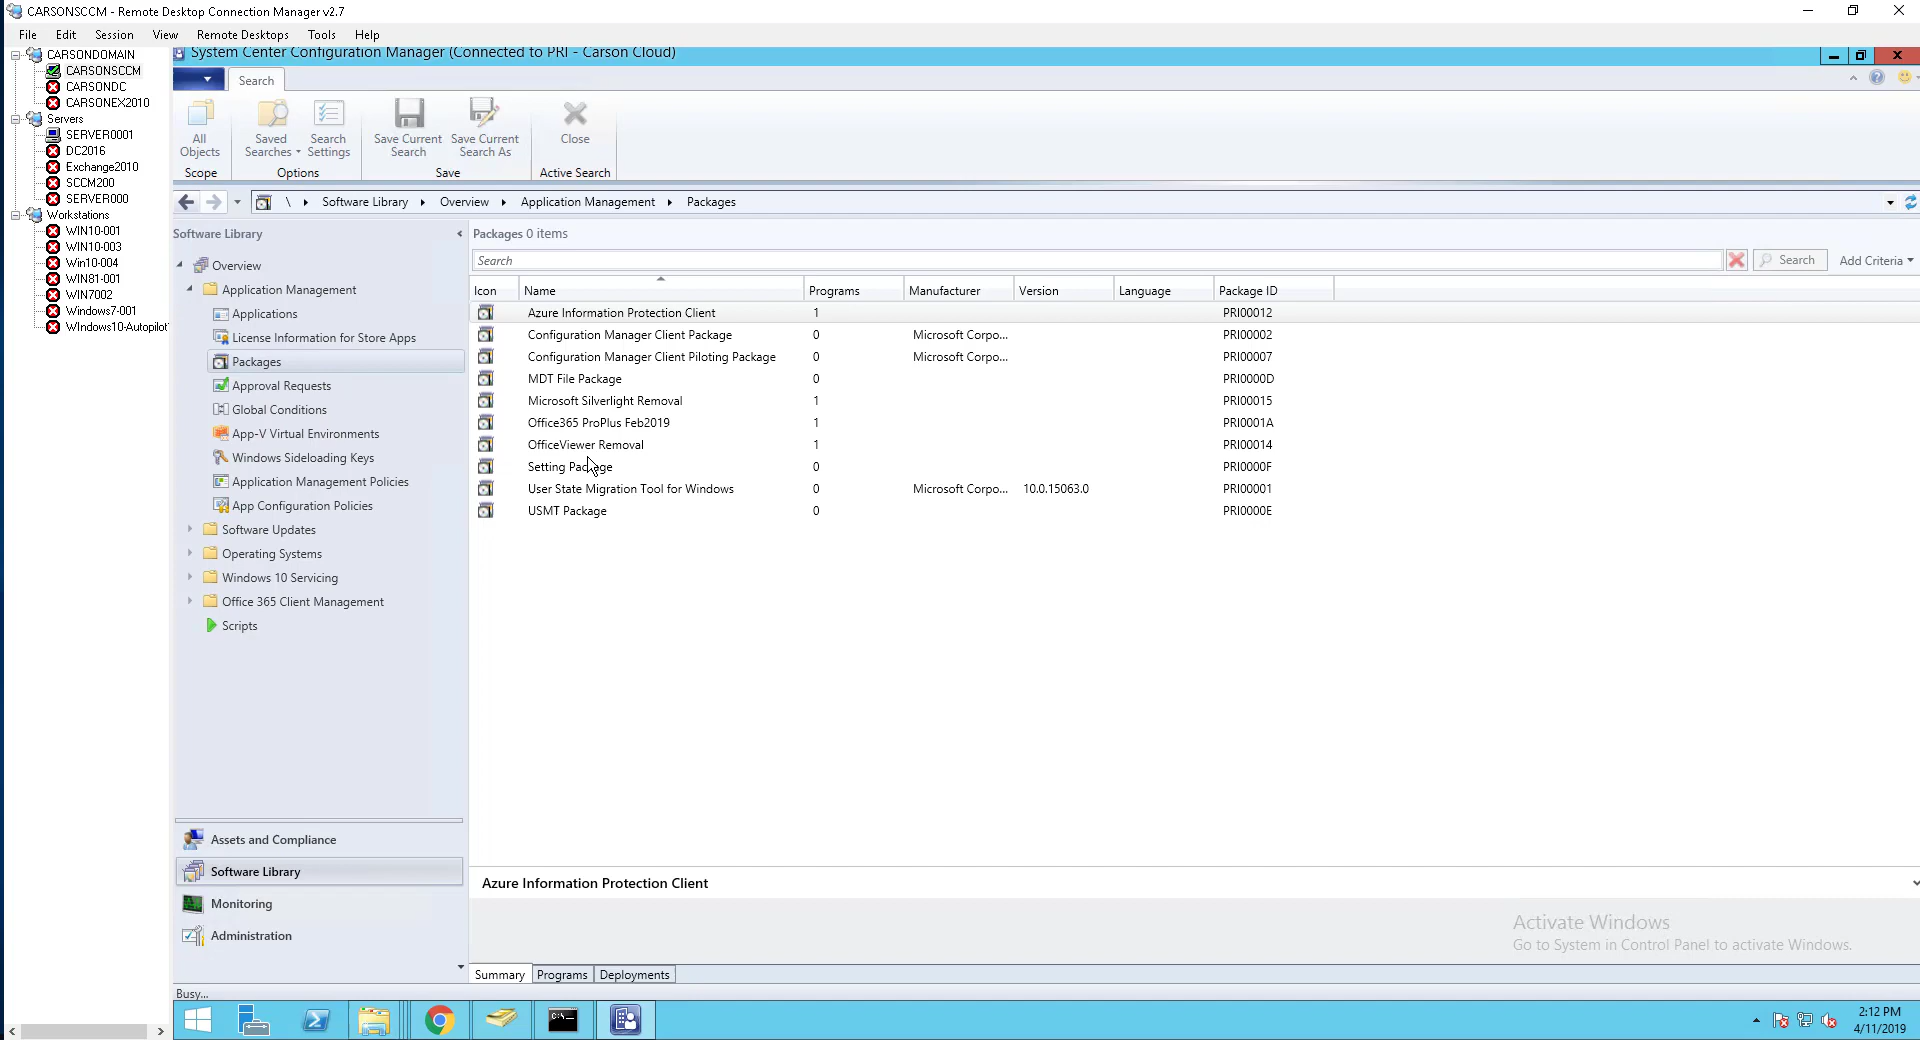 CARSONSCCM - Remote Desktop Connection Manager v2.7
File Edit Session View Remote Desktops Tools Help
CARSONDOMAIN
CARSONSCCM
CARSONDC
CARSONEX2010
Servers
SERVER0001
DC2016
Exchange2010
SCCM200
SERVER000
Workstations
WIN10-001
WIN10-003
Win10-004
WIN81-001
WIN7002
Windows7-001
WIndows10-Autopilot
System Center Configuration Manager (Connected to PRI - Carson Cloud)
Search
All Objects
Saved Searches
Search Settings
Save Current Search
Save Current Search As
Close
Scope
Options
Save
Active Search
\ Software Library Overview Application Management Packages
Software Library
Overview
Application Management
Applications
License Information for Store Apps
Packages
Approval Requests
Global Conditions
App-V Virtual Environments
Windows Sideloading Keys
Application Management Policies
App Configuration Policies
Software Updates
Operating Systems
Windows 10 Servicing
Office 365 Client Management
Scripts
Assets and Compliance
Software Library
Monitoring
Administration
Packages 0 items
Search Search Add Criteria
Icon Name Programs Manufacturer Version Language Package ID
Azure Information Protection Client 1 PRI00012
Configuration Manager Client Package 0 Microsoft Corpo... PRI00002
Configuration Manager Client Piloting Package 0 Microsoft Corpo... PRI00007
MDT File Package 0 PRI0000D
Microsoft Silverlight Removal 1 PRI00015
Office365 ProPlus Feb2019 1 PRI0001A
OfficeViewer Removal 1 PRI00014
Setting Package 0 PRI0000F
User State Migration Tool for Windows 0 Microsoft Corpo... 10.0.15063.0 PRI00001
USMT Package 0 PRI0000E
Azure Information Protection Client
Activate Windows
Go to System in Control Panel to activate Windows.
Summary Programs Deployments
Busy...
C:\_
2:12 PM
4/11/2019